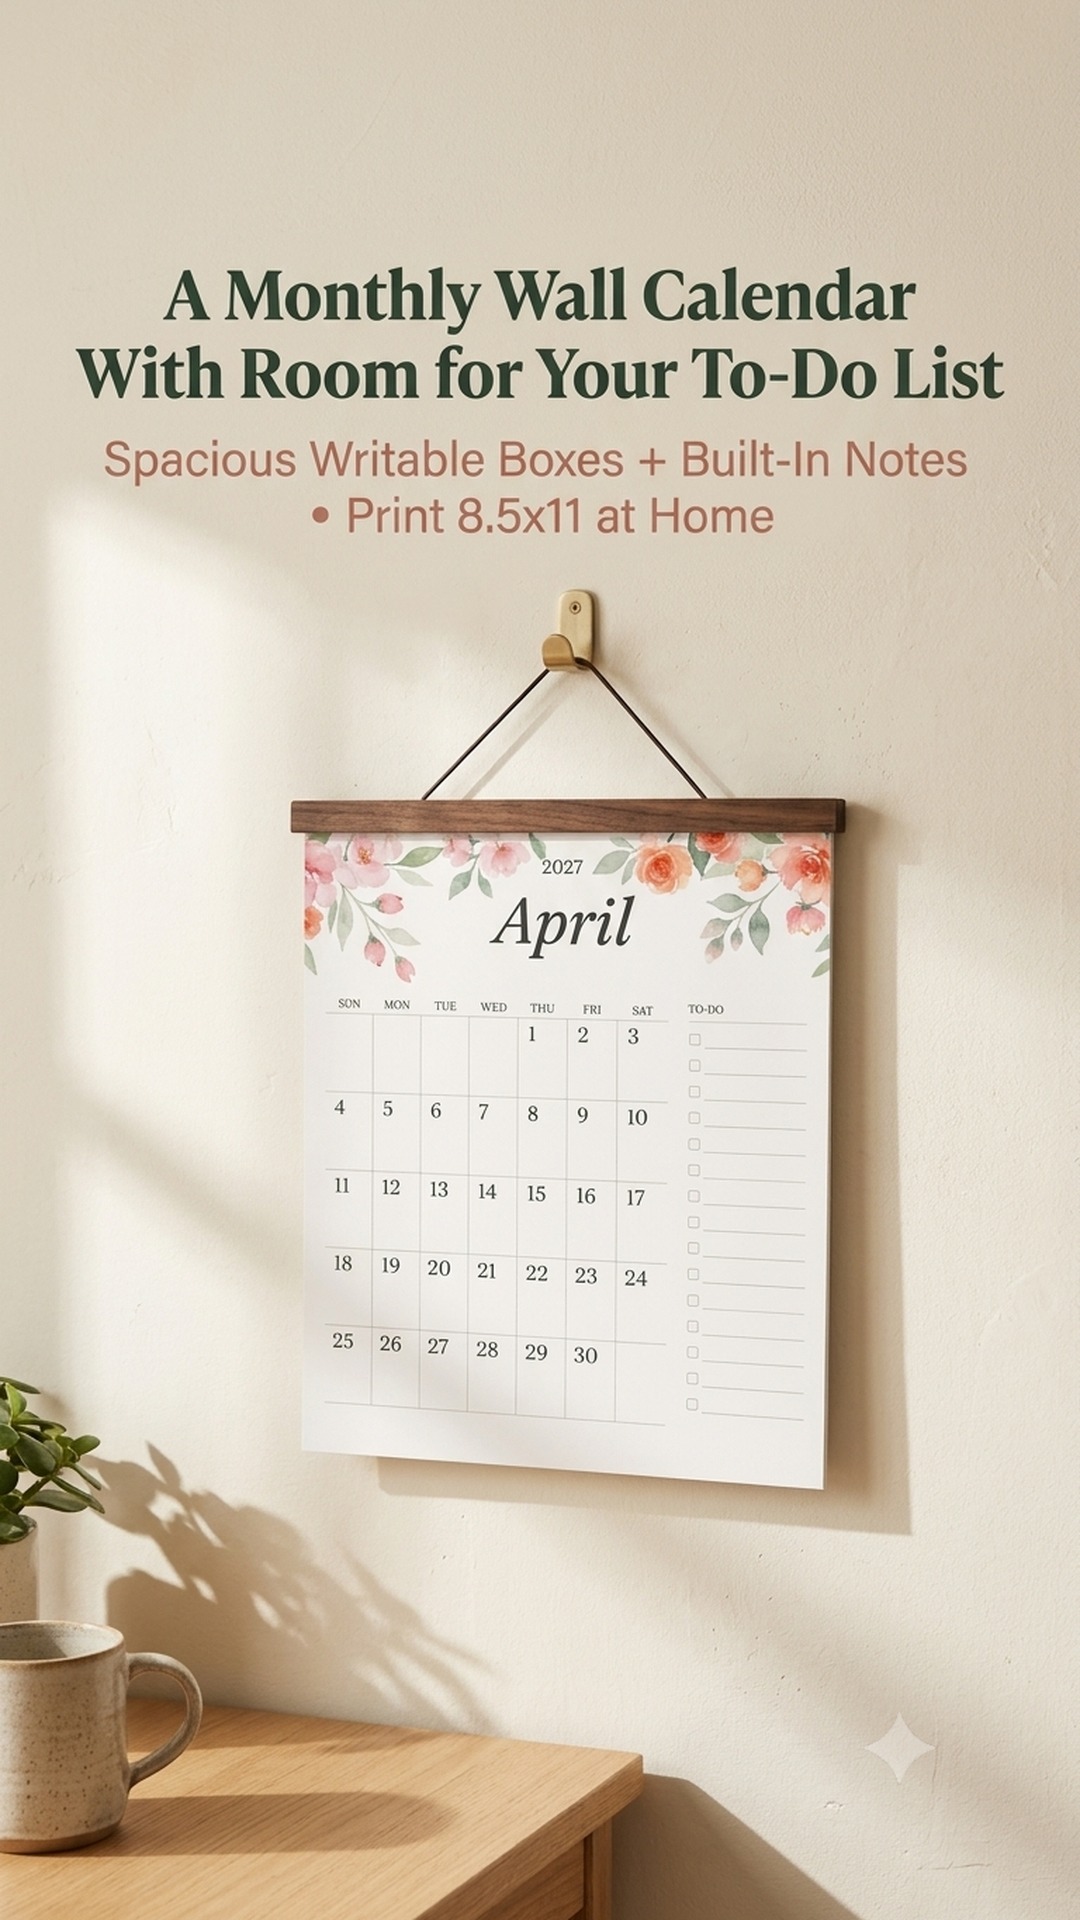 A Monthly Wall Calendar
With Room for Your To-Do List
Spacious Writable Boxes + Built-In Notes
• Print 8.5x11 at Home
2027
April
SUN MON TUE WED THU FRI SAT TO-DO
1 2 3
4 5 6 7 8 9 10
11 12 13 14 15 16 17
18 19 20 21 22 23 24
25 26 27 28 29 30